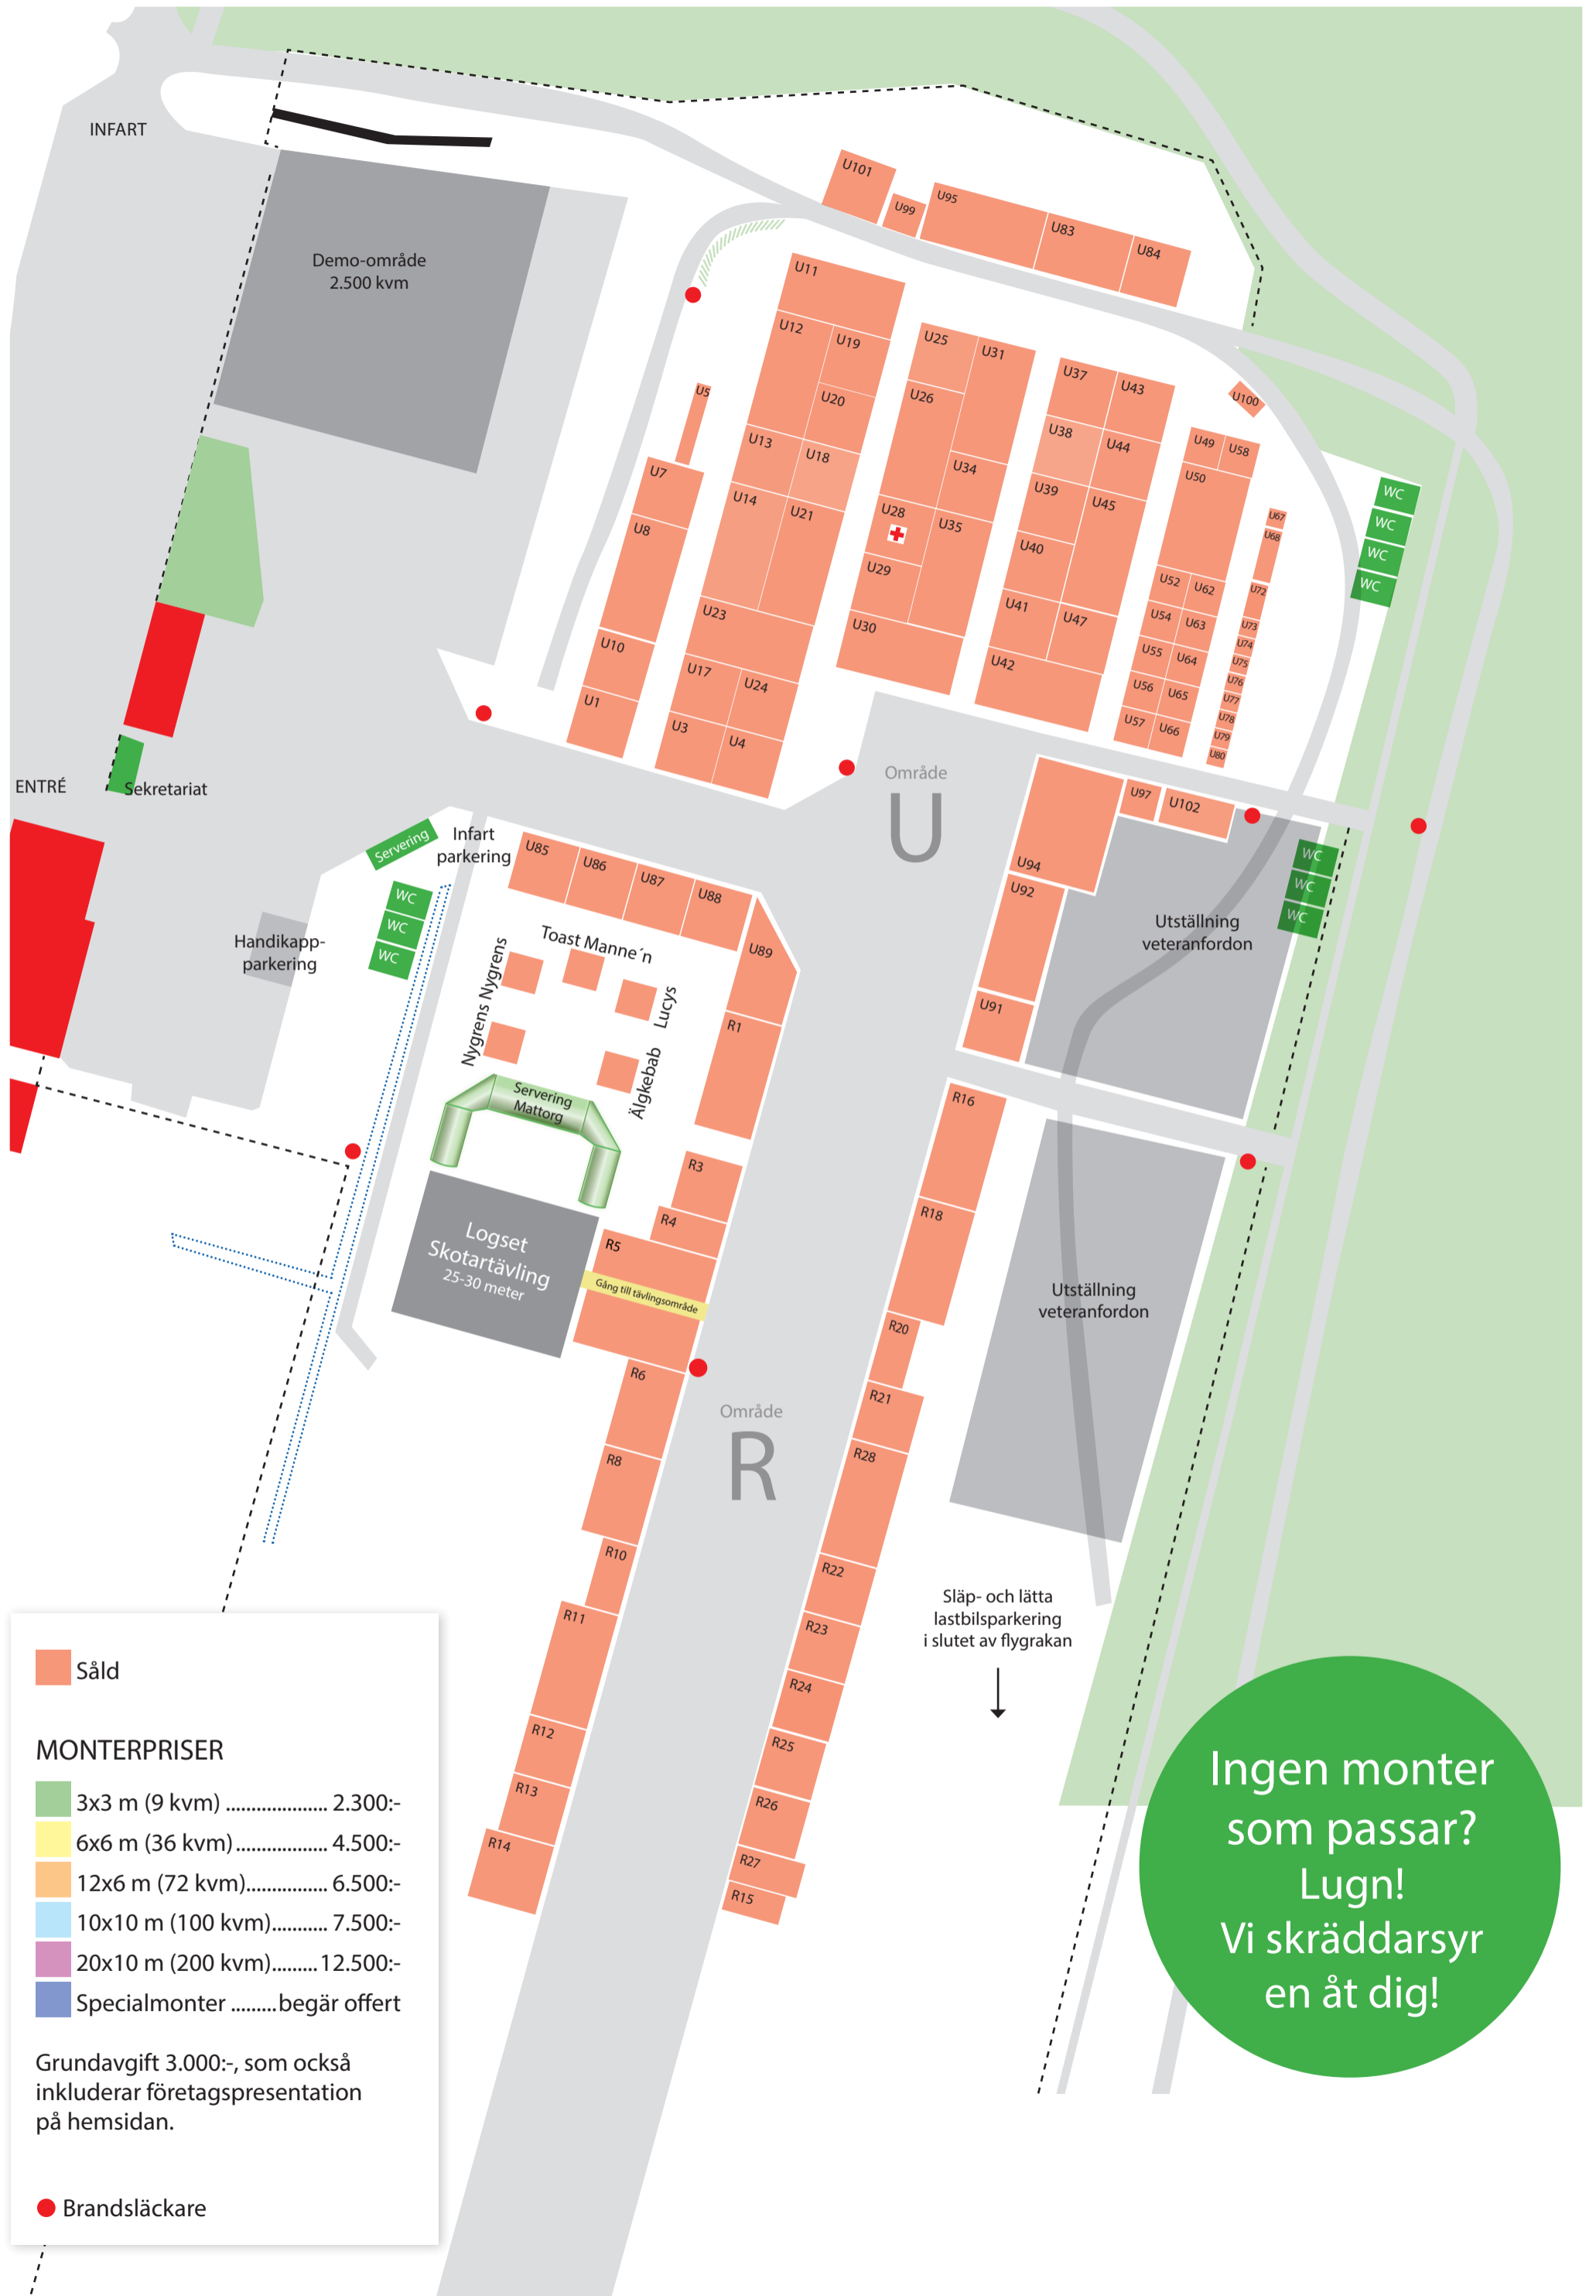 INFART
Demo-område
2.500 kvm
U101
U99
U95
U83
U84
U11
U12
U19
U20
U13
U18
U14
U21
U23
U17
U24
U3
U4
U5
U7
U8
U10
U1
U25
U31
U26
U34
U28
U35
U29
U30
U37
U43
U38
U44
U39
U45
U40
U41
U47
U42
U100
U49
U58
U50
U52
U62
U54
U63
U55
U64
U56
U65
U57
U66
U67
U68
U72
U73
U74
U75
U76
U77
U78
U79
U80
WC
WC
WC
WC
ENTRÉ
Sekretariat
Servering
Infart
parkering
WC
WC
WC
Handikapp-
parkering
Område
U
U97
U102
U94
U92
U91
WC
WC
WC
Utställning
veteranfordon
U85
U86
U87
U88
U89
Toast Manne´n
Nygrens Nygrens
Lucys
Älgkebab
Servering
Mattorg
R1
R3
R4
R5
Gång till tävlingsområde
Logset
Skotartävling
25-30 meter
R6
R8
R10
R11
R12
R13
R14
Område
R
R16
R18
R20
R21
R28
R22
R23
R24
R25
R26
R27
R15
Utställning
veteranfordon
Släp- och lätta
lastbilsparkering
i slutet av flygrakan
Såld
MONTERPRISER
3x3 m (9 kvm) .................... 2.300:-
6x6 m (36 kvm) .................. 4.500:-
12x6 m (72 kvm)................ 6.500:-
10x10 m (100 kvm)........... 7.500:-
20x10 m (200 kvm)......... 12.500:-
Specialmonter ......... begär offert
Grundavgift 3.000:-, som också
inkluderar företagspresentation
på hemsidan.
Brandsläckare
Ingen monter
som passar?
Lugn!
Vi skräddarsyr
en åt dig!